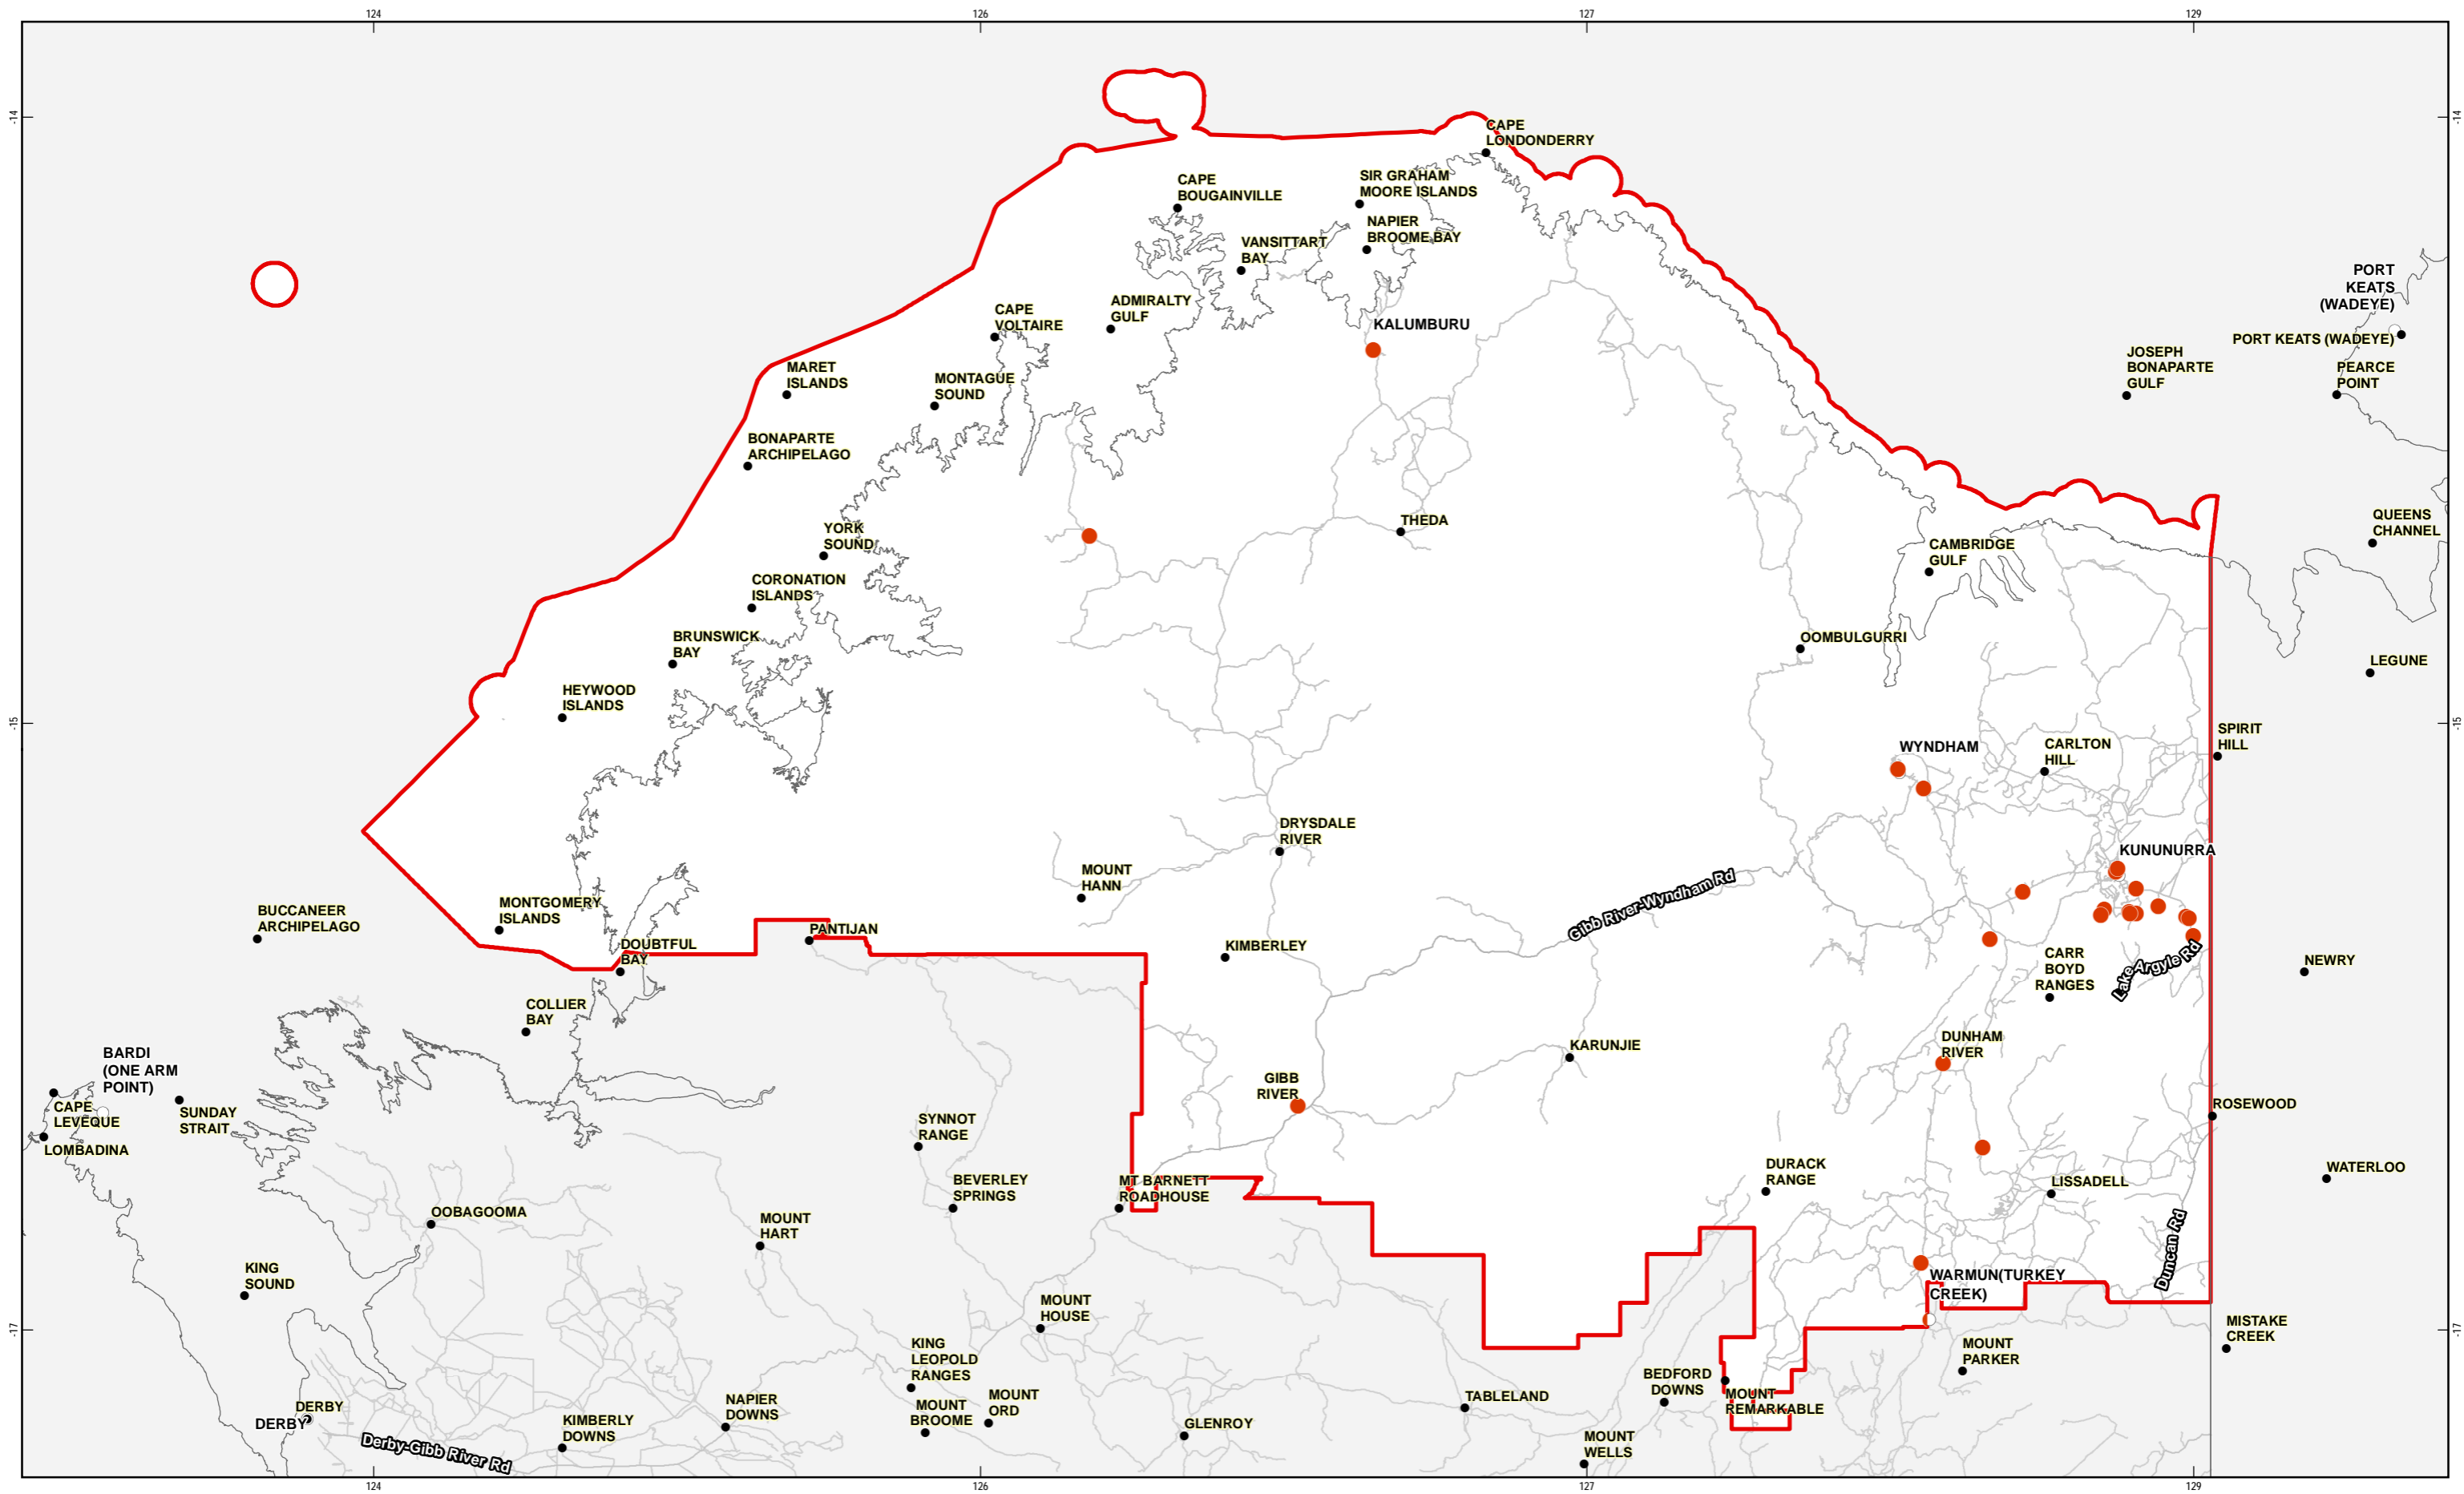 124
126
127
129
-14
-14
CAPE
LONDONDERRY
CAPE
BOUGAINVILLE
SIR GRAHAM
MOORE ISLANDS
NAPIER
BROOME BAY
VANSITTART
BAY
PORT
KEATS
(WADEYE)
ADMIRALTY
GULF
CAPE
VOLTAIRE
KALUMBURU
PORT KEATS (WADEYE)
JOSEPH
BONAPARTE
GULF
PEARCE
POINT
MARET
ISLANDS
MONTAGUE
SOUND
BONAPARTE
ARCHIPELAGO
THEDA
QUEENS
CHANNEL
YORK
SOUND
CAMBRIDGE
GULF
CORONATION
ISLANDS
BRUNSWICK
BAY
OOMBULGURRI
LEGUNE
HEYWOOD
ISLANDS
-15
-15
SPIRIT
HILL
WYNDHAM
CARLTON
HILL
DRYSDALE
RIVER
KUNUNURRA
MOUNT
HANN
Gibb River-Wyndham Rd
MONTGOMERY
ISLANDS
BUCCANEER
ARCHIPELAGO
PANTIJAN
DOUBTFUL
BAY
KIMBERLEY
CARR
BOYD
RANGES
Lake Argyle Rd
NEWRY
COLLIER
BAY
DUNHAM
RIVER
KARUNJIE
BARDI
(ONE ARM
POINT)
GIBB
RIVER
CAPE
LEVEQUE
SUNDAY
STRAIT
ROSEWOOD
SYNNOT
RANGE
LOMBADINA
DURACK
RANGE
WATERLOO
BEVERLEY
SPRINGS
MT BARNETT
ROADHOUSE
LISSADELL
OOBAGOOMA
MOUNT
HART
Duncan Rd
KING
SOUND
WARMUN(TURKEY
CREEK)
MOUNT
HOUSE
-17
-17
MISTAKE
CREEK
KING
LEOPOLD
RANGES
MOUNT
PARKER
BEDFORD
DOWNS
MOUNT
REMARKABLE
TABLELAND
MOUNT
ORD
MOUNT
BROOME
NAPIER
DOWNS
DERBY
DERBY
KIMBERLY
DOWNS
GLENROY
MOUNT
WELLS
Derby-Gibb River Rd
124
126
127
129